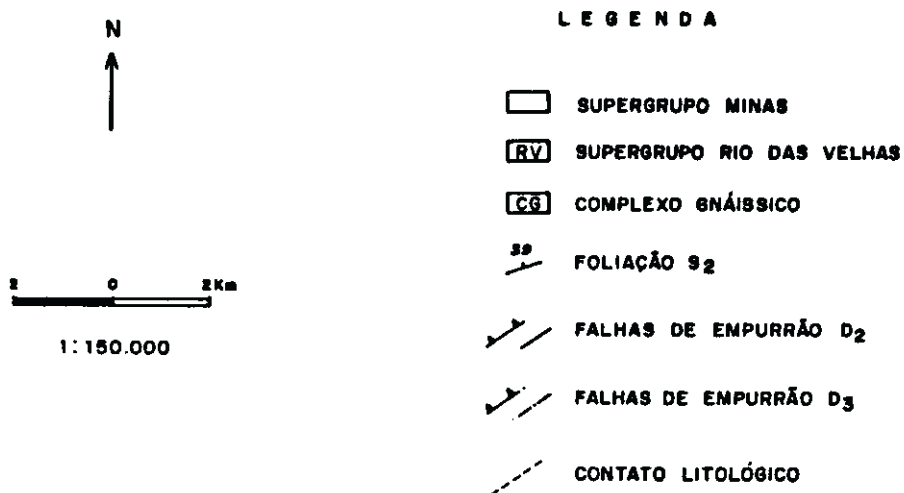 LEGENDA
N
SUPERGRUPO MINAS
RV SUPERGRUPO RIO DAS VELHAS
CG COMPLEXO GNÁISSICO
39 FOLIAÇÃO S2
2 0 2Km
1:150.000
FALHAS DE EMPURRÃO D2
FALHAS DE EMPURRÃO D3
CONTATO LITOLÓGICO